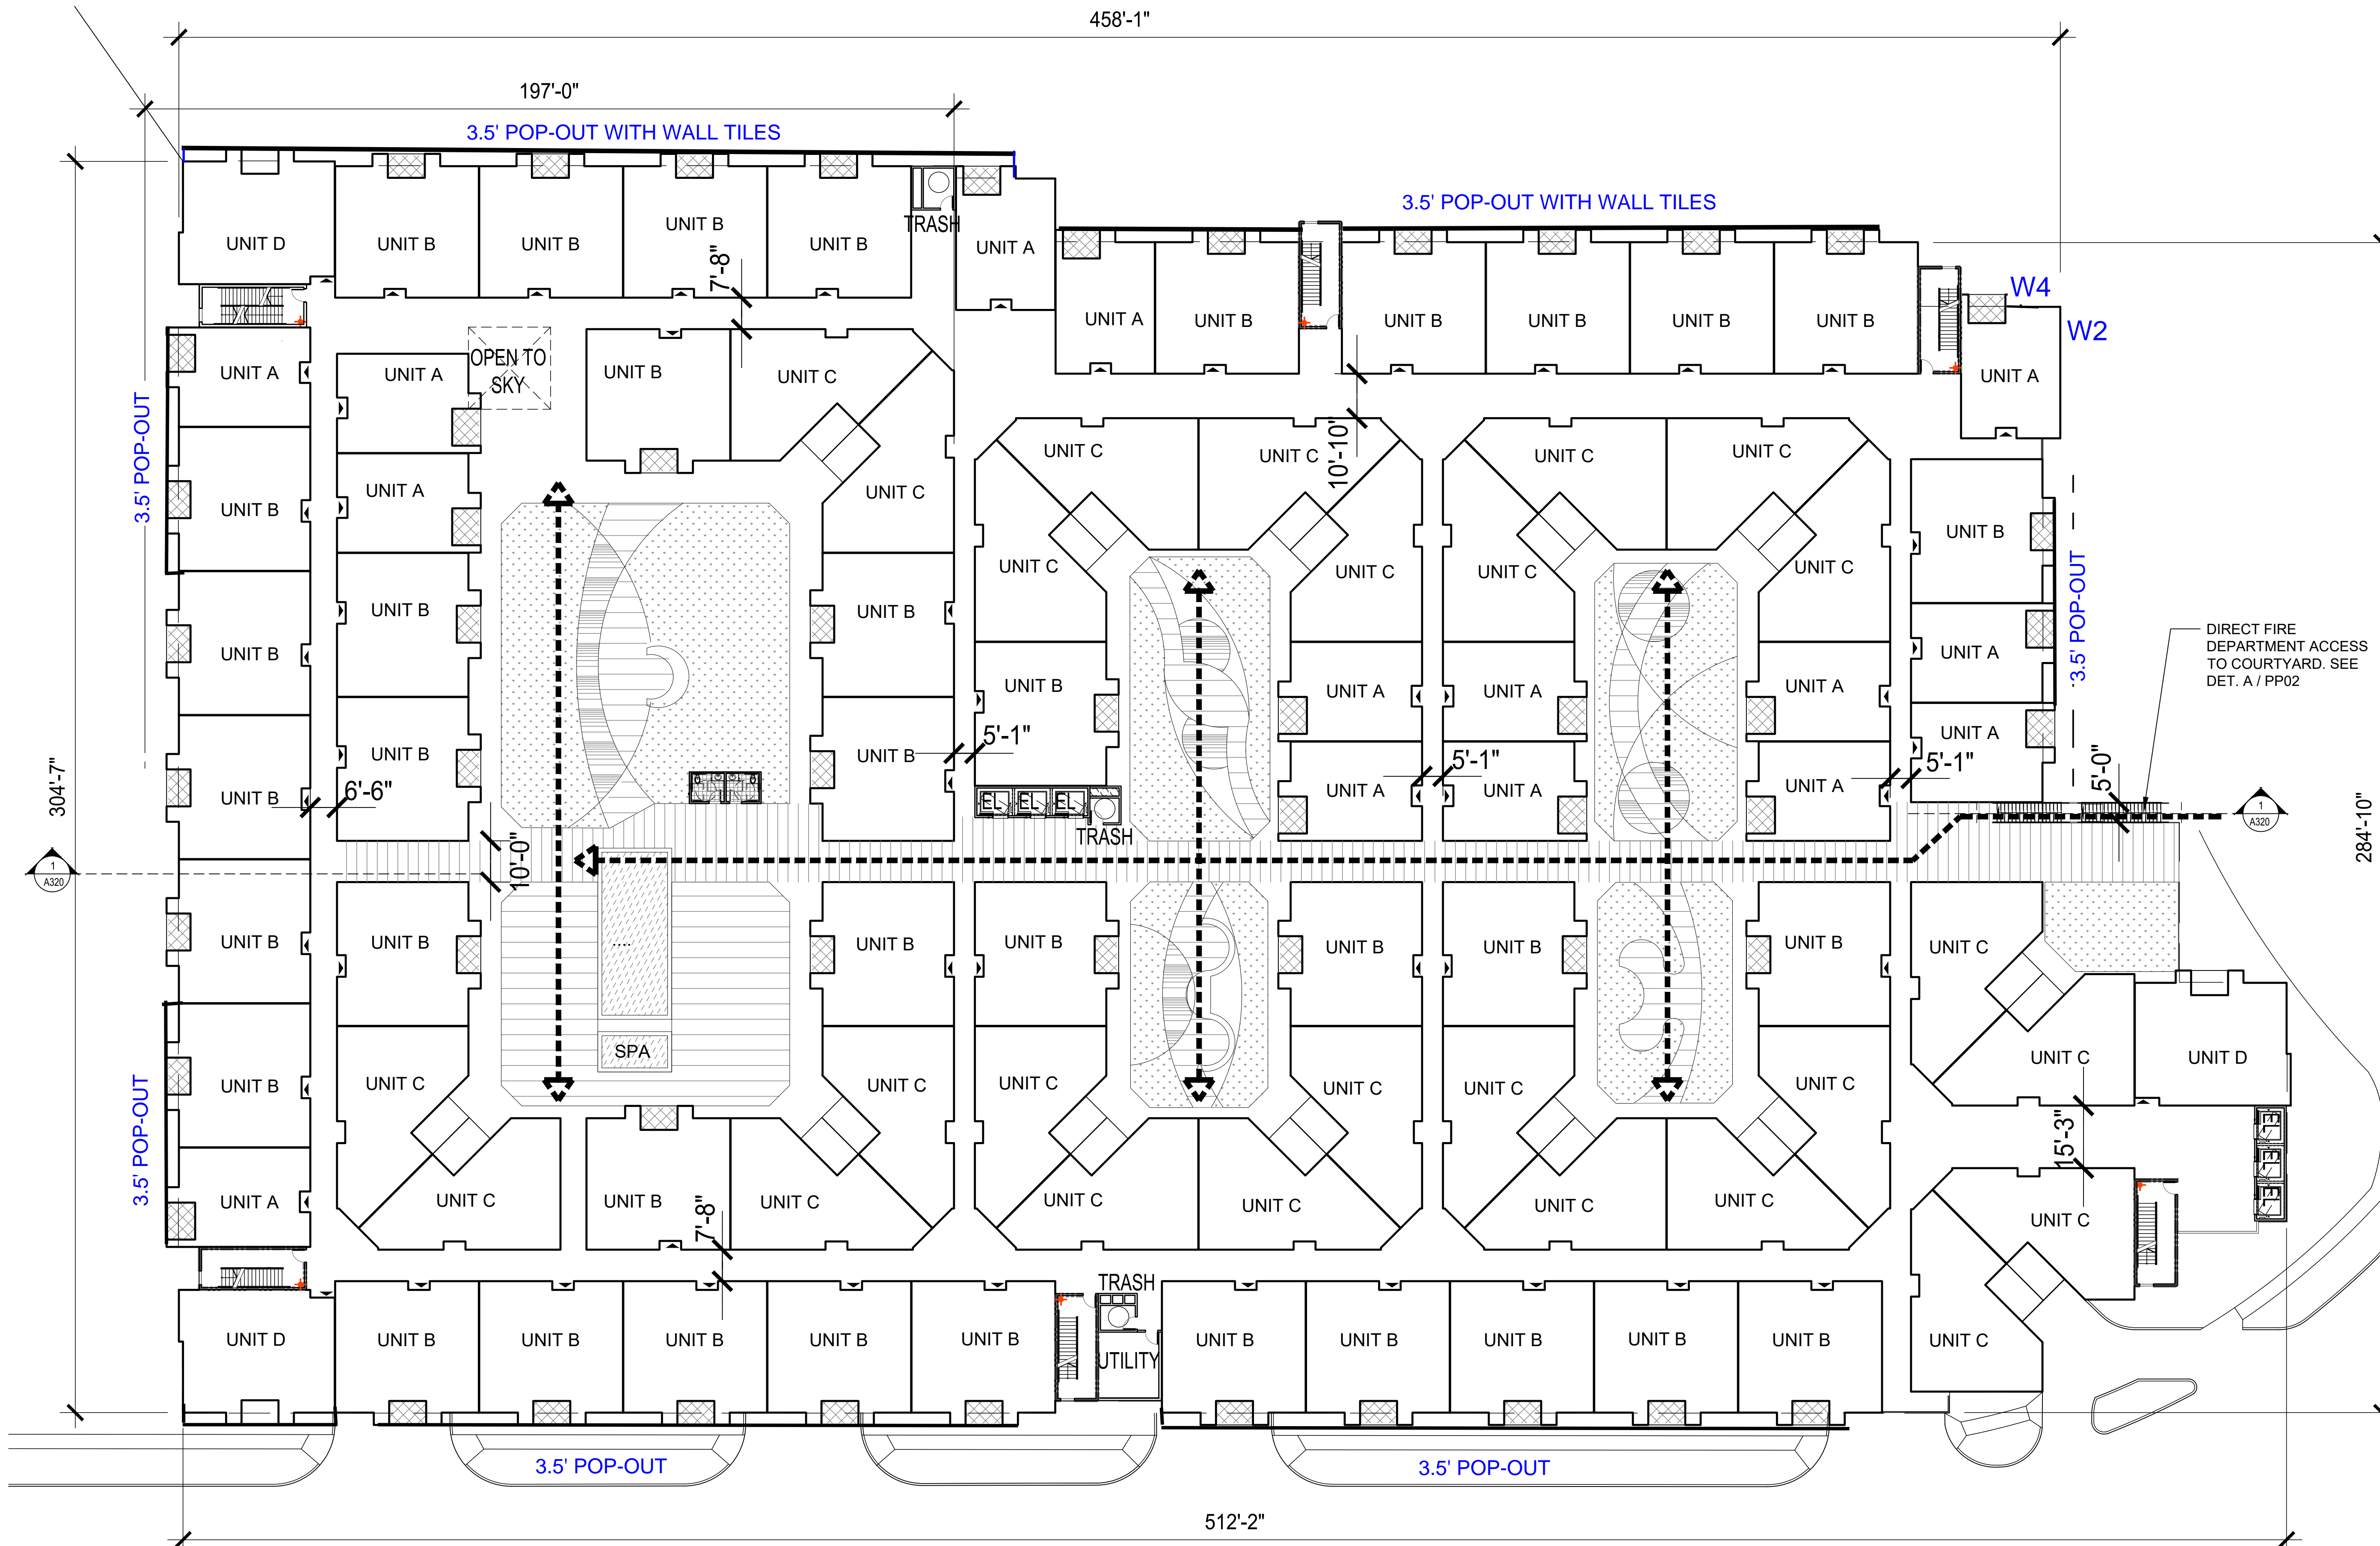 458'-1"
197'-0"
3.5' POP-OUT WITH WALL TILES
3.5' POP-OUT WITH WALL TILES
UNIT D
UNIT B
UNIT B
UNIT B
UNIT B
TRASH
UNIT A
7'-8"
UNIT A
UNIT B
UNIT B
UNIT B
UNIT B
UNIT B
W4
W2
UNIT A
3.5' POP-OUT
UNIT A
UNIT A
OPEN TO
SKY
UNIT B
UNIT C
UNIT C
UNIT C
UNIT C
10'-10"
UNIT C
UNIT C
UNIT B
UNIT A
UNIT C
UNIT B
UNIT C
UNIT C
UNIT C
UNIT C
3.5' POP-OUT
UNIT B
UNIT B
UNIT B
UNIT A
DIRECT FIRE
DEPARTMENT ACCESS
TO COURTYARD. SEE
DET. A / PP02
UNIT B
UNIT B
UNIT A
UNIT A
UNIT A
UNIT A
304'-7"
UNIT B
UNIT B
5'-1"
UNIT A
6'-6"
UNIT B
EL
EL
EL
TRASH
UNIT A
5'-1"
UNIT A
UNIT A
5'-1"
5'-0"
284'-10"
1
A320
10'-0"
1
A320
UNIT B
UNIT B
UNIT B
UNIT B
UNIT B
UNIT B
UNIT B
UNIT C
SPA
UNIT B
UNIT C
UNIT C
UNIT C
UNIT C
UNIT C
UNIT C
UNIT C
UNIT D
3.5' POP-OUT
UNIT A
UNIT C
UNIT B
7'-8"
UNIT C
UNIT C
UNIT C
UNIT C
UNIT C
15'-3"
UNIT C
EL
EL
EL
UNIT D
UNIT B
UNIT B
UNIT B
UNIT B
UNIT B
TRASH
UTILITY
UNIT B
UNIT B
UNIT B
UNIT B
UNIT B
UNIT C
3.5' POP-OUT
3.5' POP-OUT
512'-2"